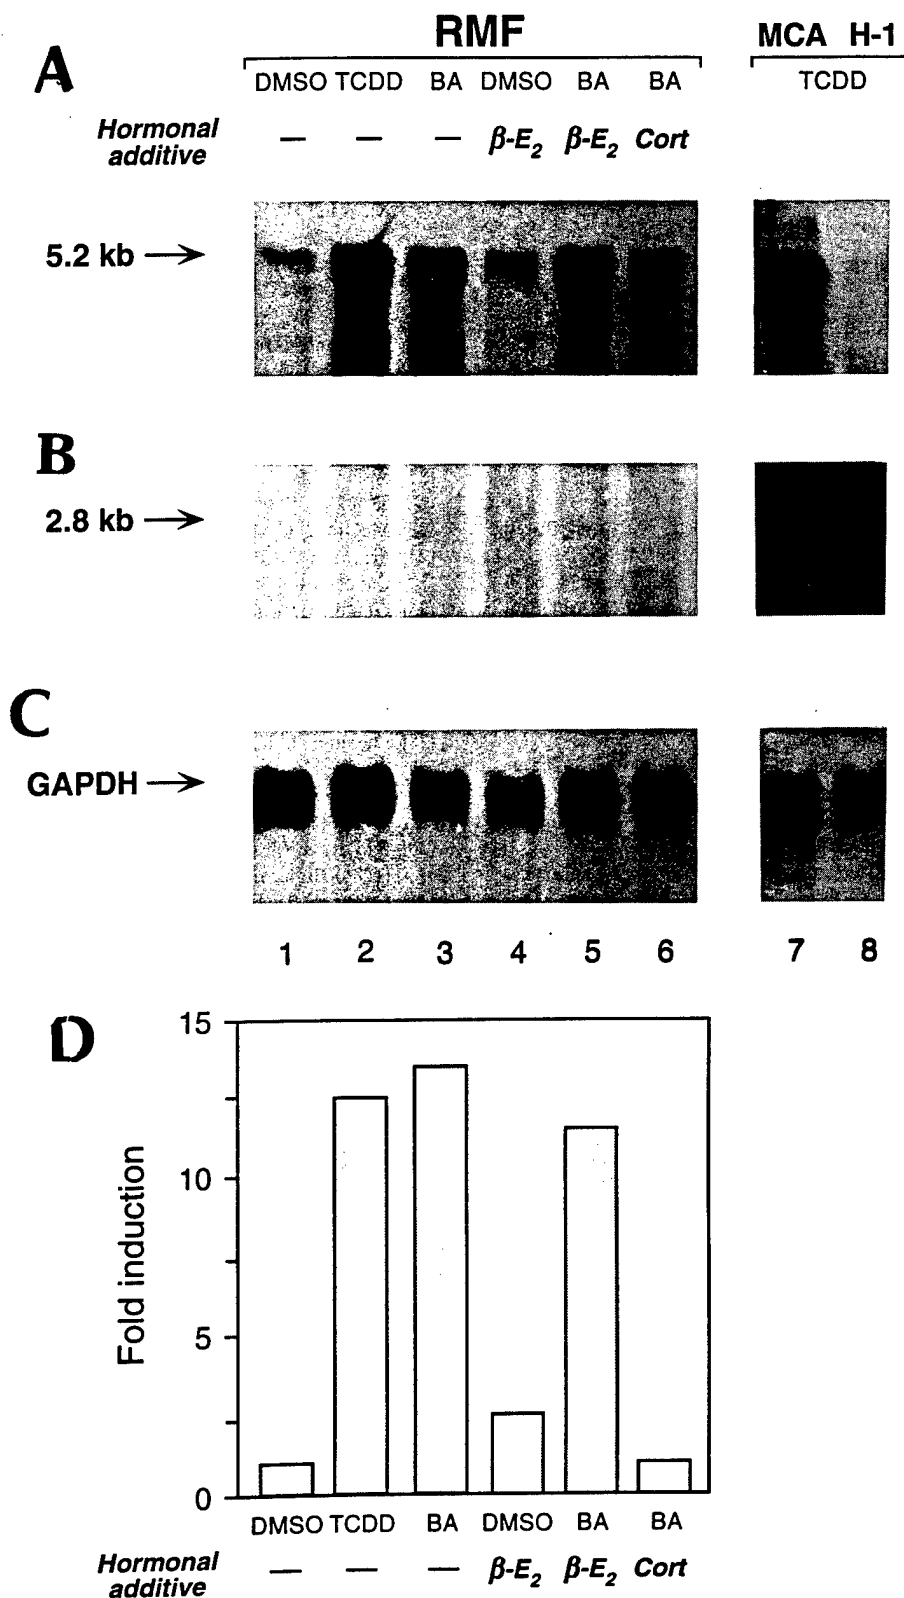 RMF
MCA H-1
A
DMSO TCDD BA DMSO BA BA
TCDD
Hormonal additive — — — β-E₂ β-E₂ Cort
5.2 kb
B
2.8 kb
C
GAPDH
1 2 3 4 5 6 7 8
D
15
10
5
0
Fold induction
DMSO TCDD BA DMSO BA BA
Hormonal additive — — — β-E₂ β-E₂ Cort